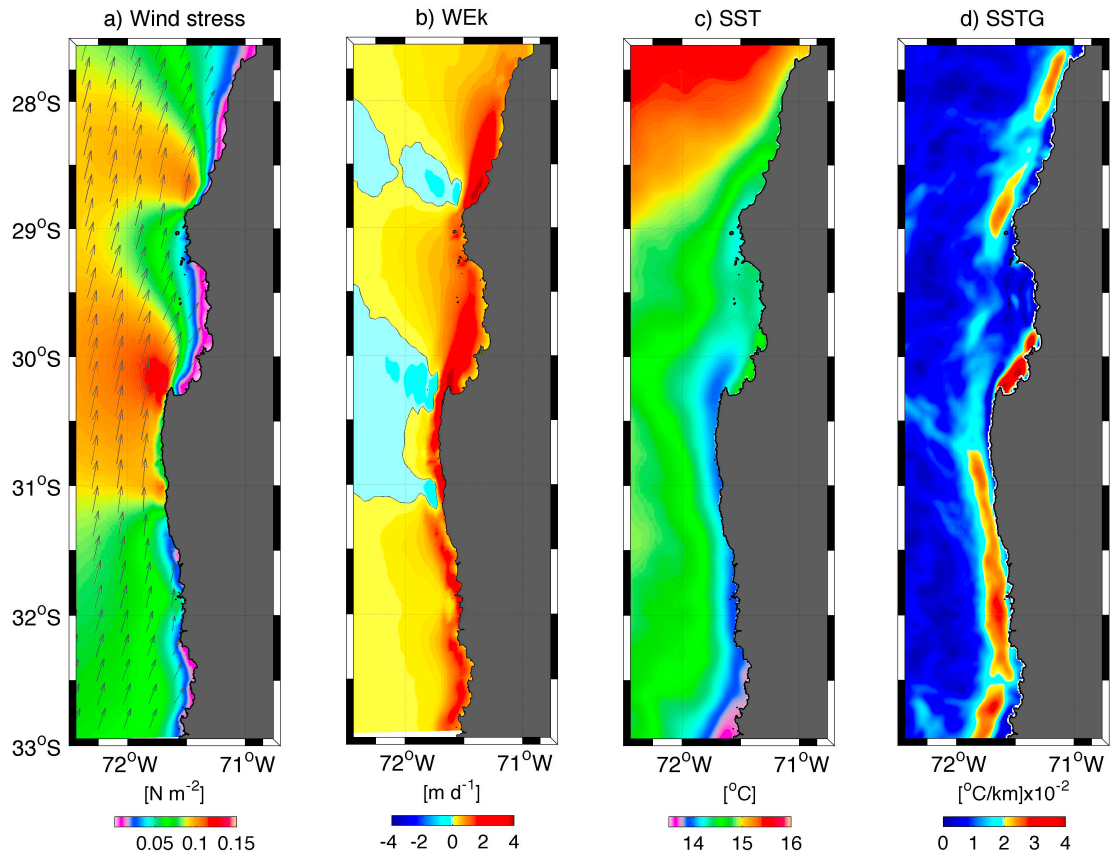 a) Wind stress b) WEk c) SST d) SSTG
28°S
29°S
30°S
31°S
32°S
33°S
72°W 71°W 72°W 71°W 72°W 71°W 72°W 71°W
[N m⁻²] [m d⁻¹] [°C] [°C/km]x10⁻²
0.05 0.1 0.15 -4 -2 0 2 4 14 15 16 0 1 2 3 4